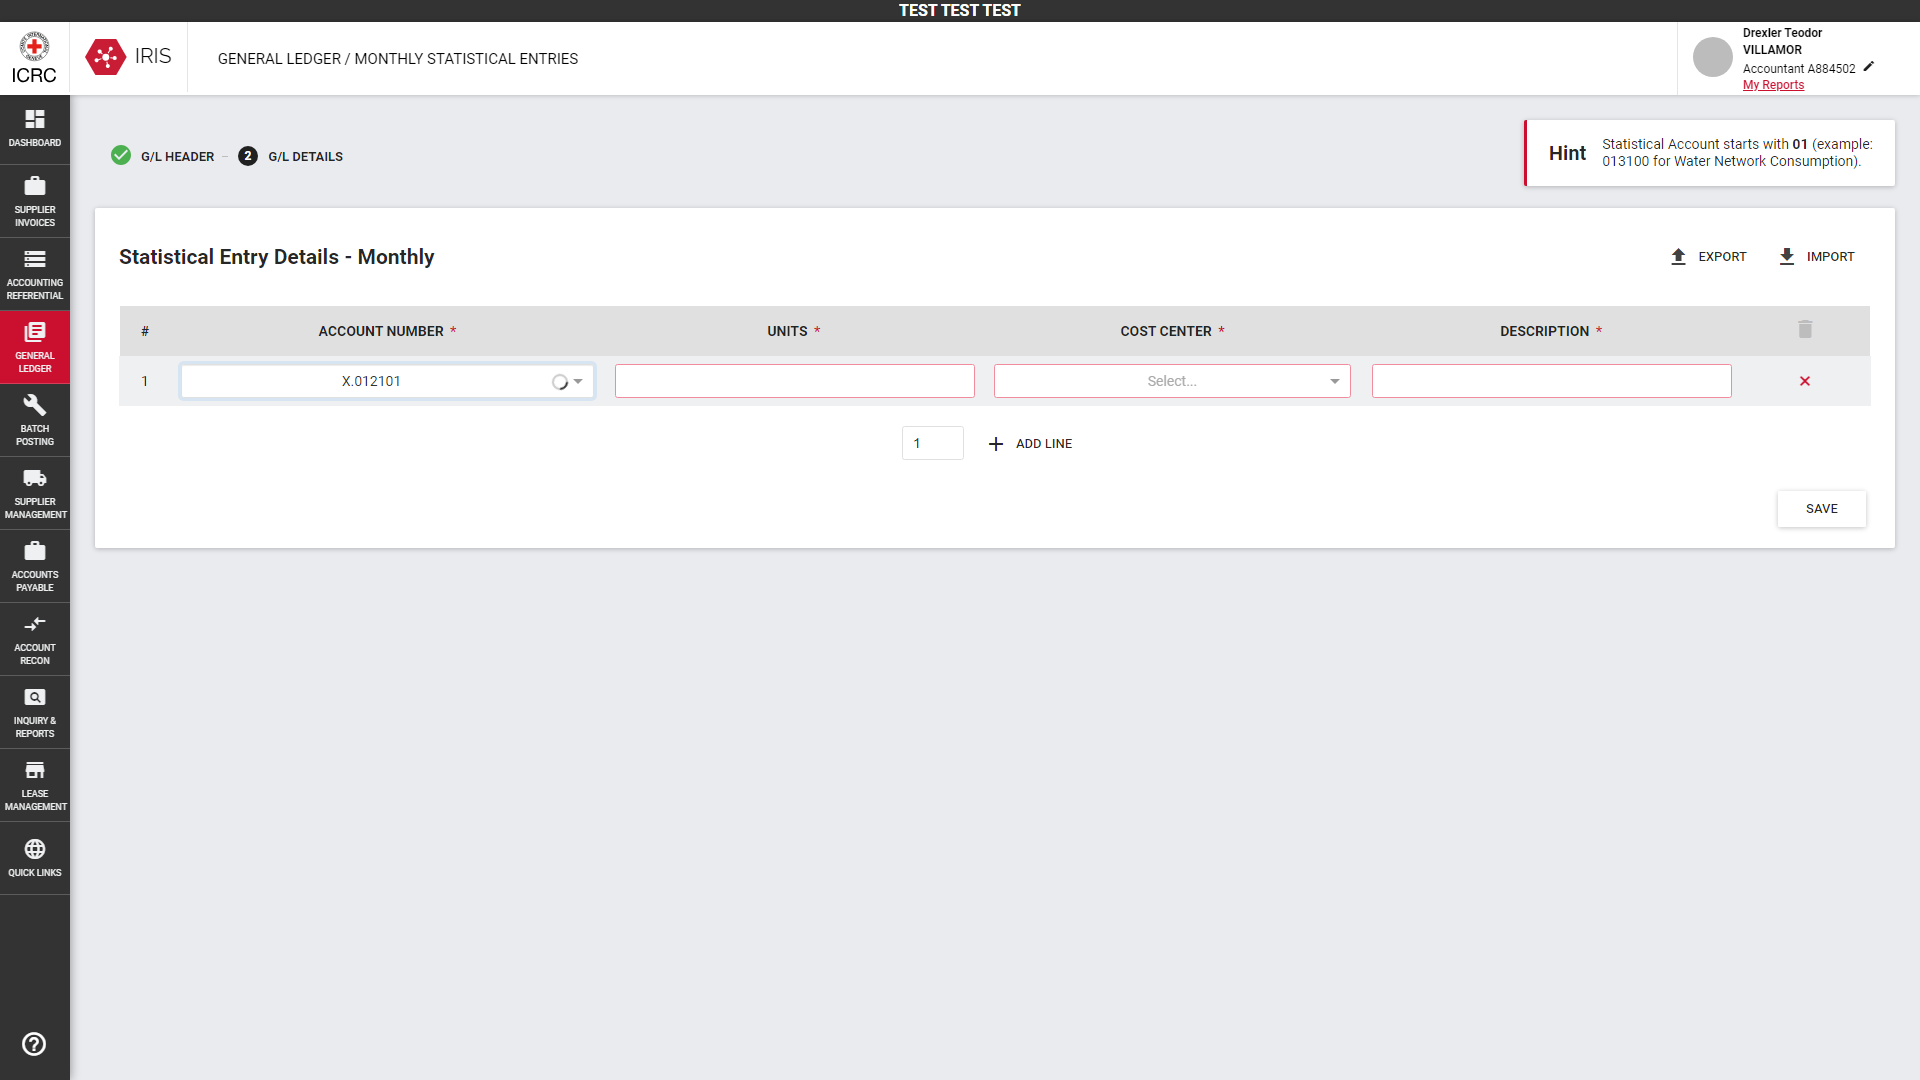 TEST TEST TEST
ICRC
IRIS
GENERAL LEDGER / MONTHLY STATISTICAL ENTRIES
Drexler Teodor
VILLAMOR
Accountant A884502
My Reports
DASHBOARD
SUPPLIER
INVOICES
ACCOUNTING
REFERENTIAL
GENERAL
LEDGER
BATCH
POSTING
SUPPLIER
MANAGEMENT
ACCOUNTS
PAYABLE
ACCOUNT
RECON
INQUIRY &
REPORTS
LEASE
MANAGEMENT
QUICK LINKS
G/L HEADER – 2 G/L DETAILS
Hint
Statistical Account starts with 01 (example:
013100 for Water Network Consumption).
Statistical Entry Details - Monthly
EXPORT IMPORT
# ACCOUNT NUMBER * UNITS * COST CENTER * DESCRIPTION *
1 X.012101 Select...
1 ADD LINE
SAVE